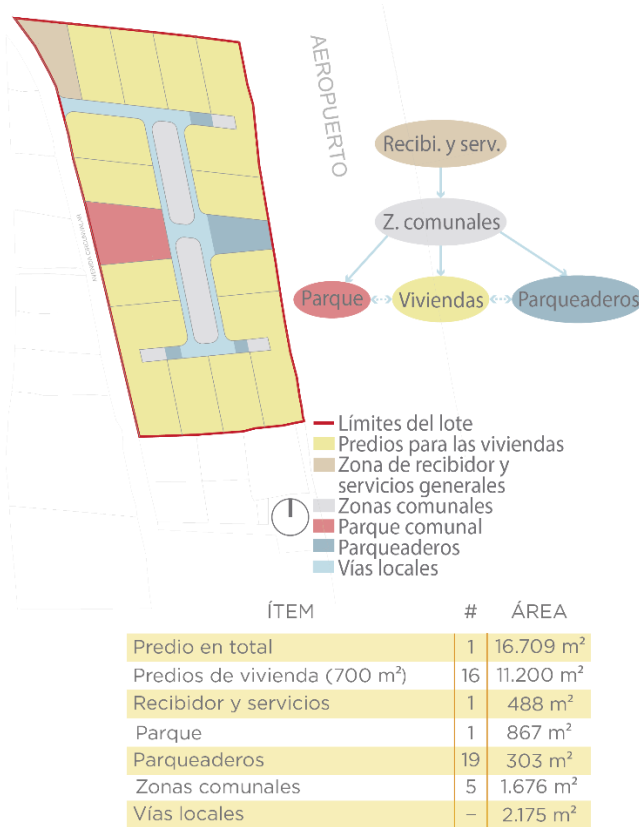 AEROPUERTO
AVENIDA CIRCUNVALAR
Recibi. y serv.
Z. comunales
Parque
Viviendas
Parqueaderos
Límites del lote
Predios para las viviendas
Zona de recibidor y
servicios generales
Zonas comunales
Parque comunal
Parqueaderos
Vías locales
ÍTEM # ÁREA
Predio en total 1 16.709 m²
Predios de vivienda (700 m²) 16 11.200 m²
Recibidor y servicios 1 488 m²
Parque 1 867 m²
Parqueaderos 19 303 m²
Zonas comunales 5 1.676 m²
Vías locales – 2.175 m²